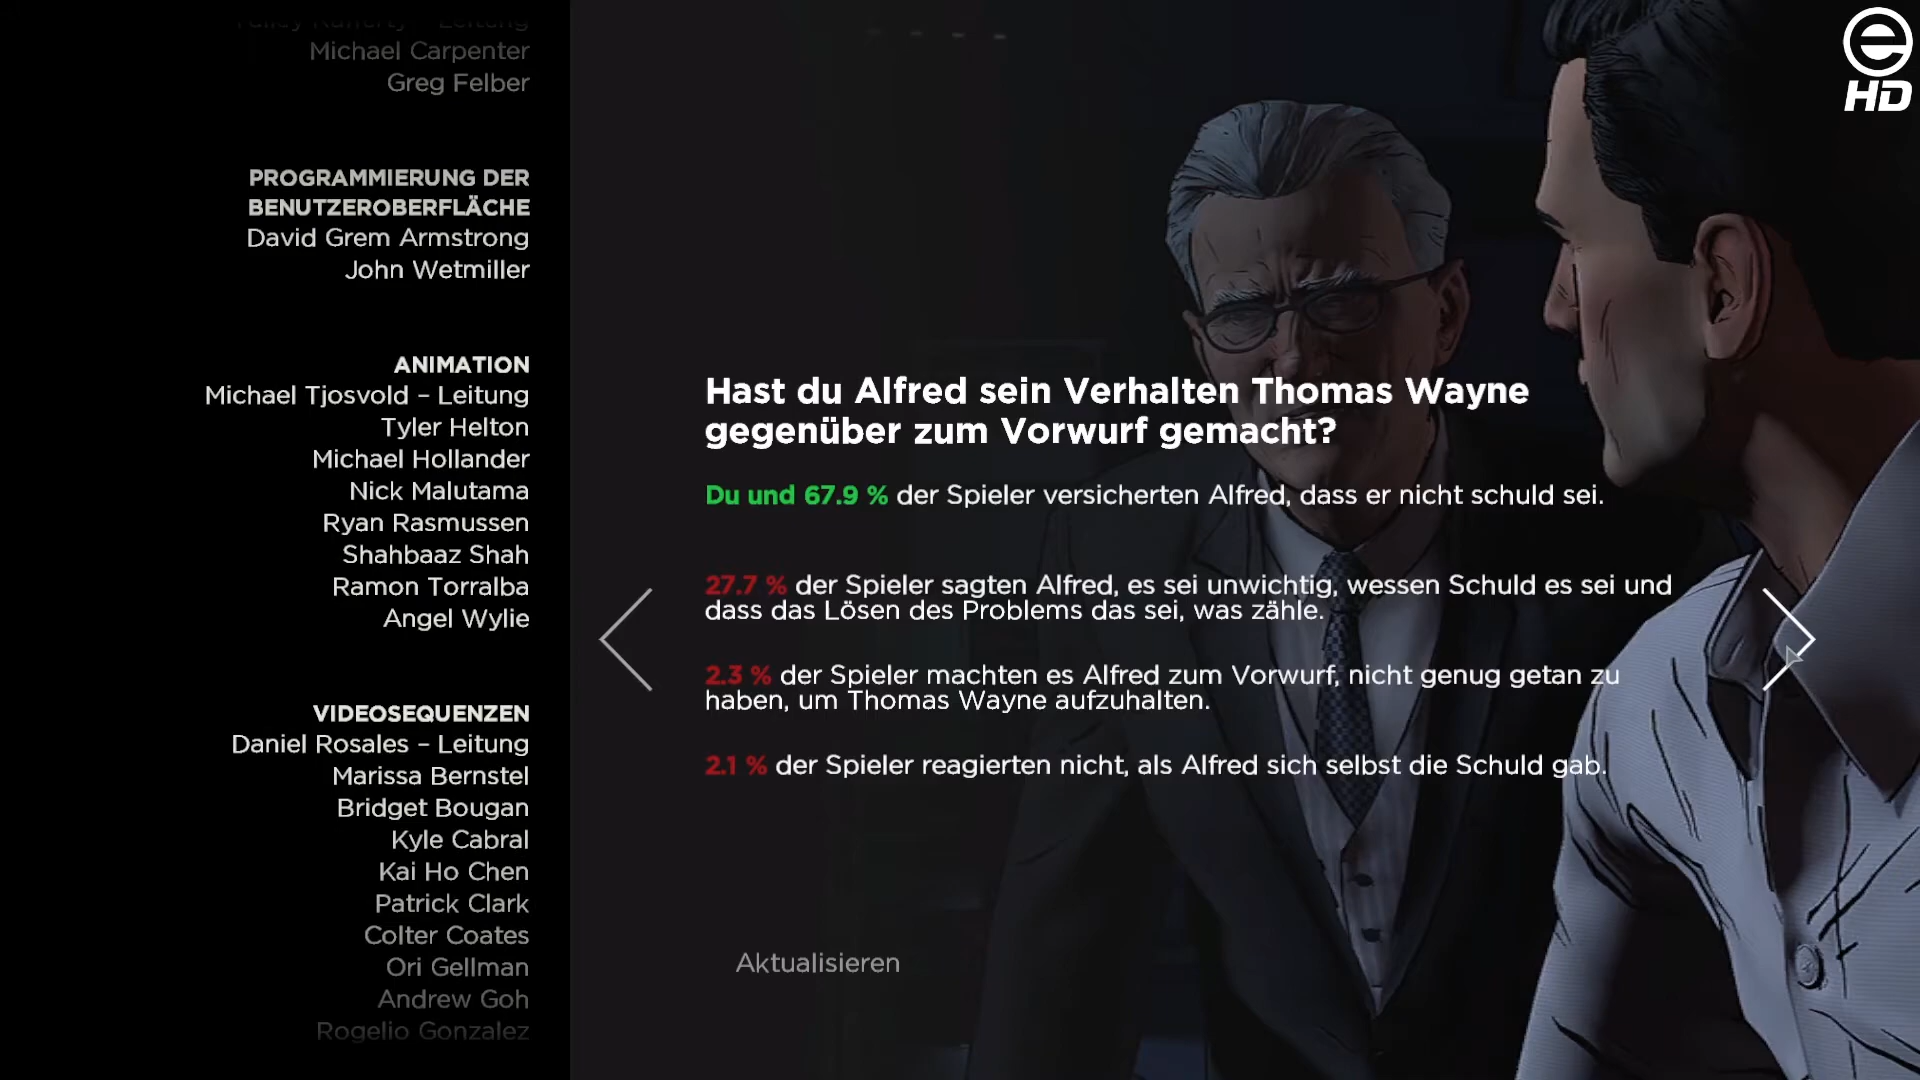 Michael Carpenter
Greg Felber
PROGRAMMIERUNG DER
BENUTZEROBERFLÄCHE
David Grem Armstrong
John Wetmiller
ANIMATION
Michael Tjosvold – Leitung
Tyler Helton
Michael Hollander
Nick Malutama
Ryan Rasmussen
Shahbaaz Shah
Ramon Torralba
Angel Wylie
VIDEOSEQUENZEN
Daniel Rosales – Leitung
Marissa Bernstel
Bridget Bougan
Kyle Cabral
Kai Ho Chen
Patrick Clark
Colter Coates
Ori Gellman
Andrew Goh
Rogelio Gonzalez
Hast du Alfred sein Verhalten Thomas Wayne
gegenüber zum Vorwurf gemacht?
Du und 67.9 % der Spieler versicherten Alfred, dass er nicht schuld sei.
27.7 % der Spieler sagten Alfred, es sei unwichtig, wessen Schuld es sei und
dass das Lösen des Problems das sei, was zähle.
2.3 % der Spieler machten es Alfred zum Vorwurf, nicht genug getan zu
haben, um Thomas Wayne aufzuhalten.
2.1 % der Spieler reagierten nicht, als Alfred sich selbst die Schuld gab.
Aktualisieren
e
HD